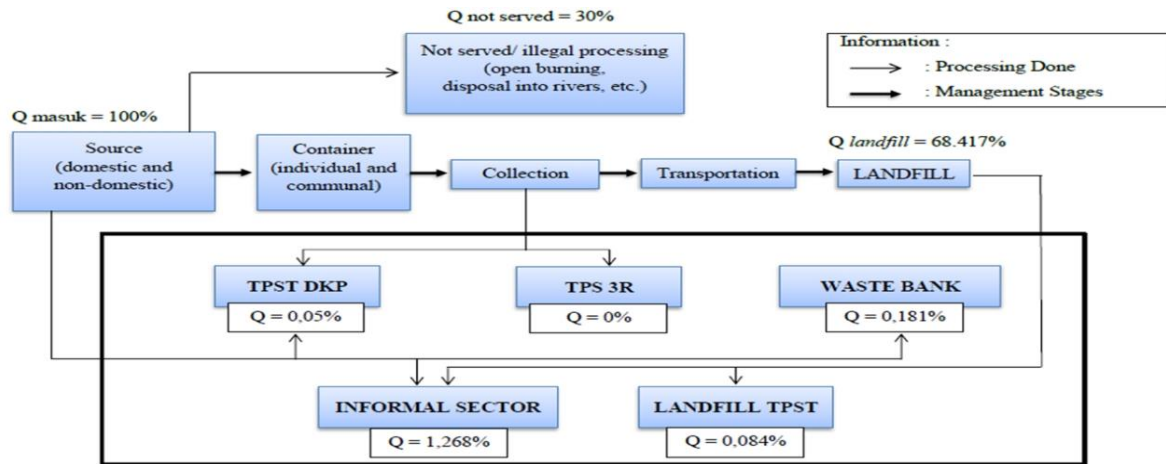 Q not served = 30%
Not served/ illegal processing
(open burning,
disposal into rivers, etc.)
Information :
: Processing Done
: Management Stages
Q masuk = 100%
Source
(domestic and
non-domestic)
Container
(individual and
communal)
Collection
Transportation
Q landfill = 68.417%
LANDFILL
TPST DKP
Q = 0,05%
TPS 3R
Q = 0%
WASTE BANK
Q = 0,181%
INFORMAL SECTOR
Q = 1,268%
LANDFILL TPST
Q = 0,084%